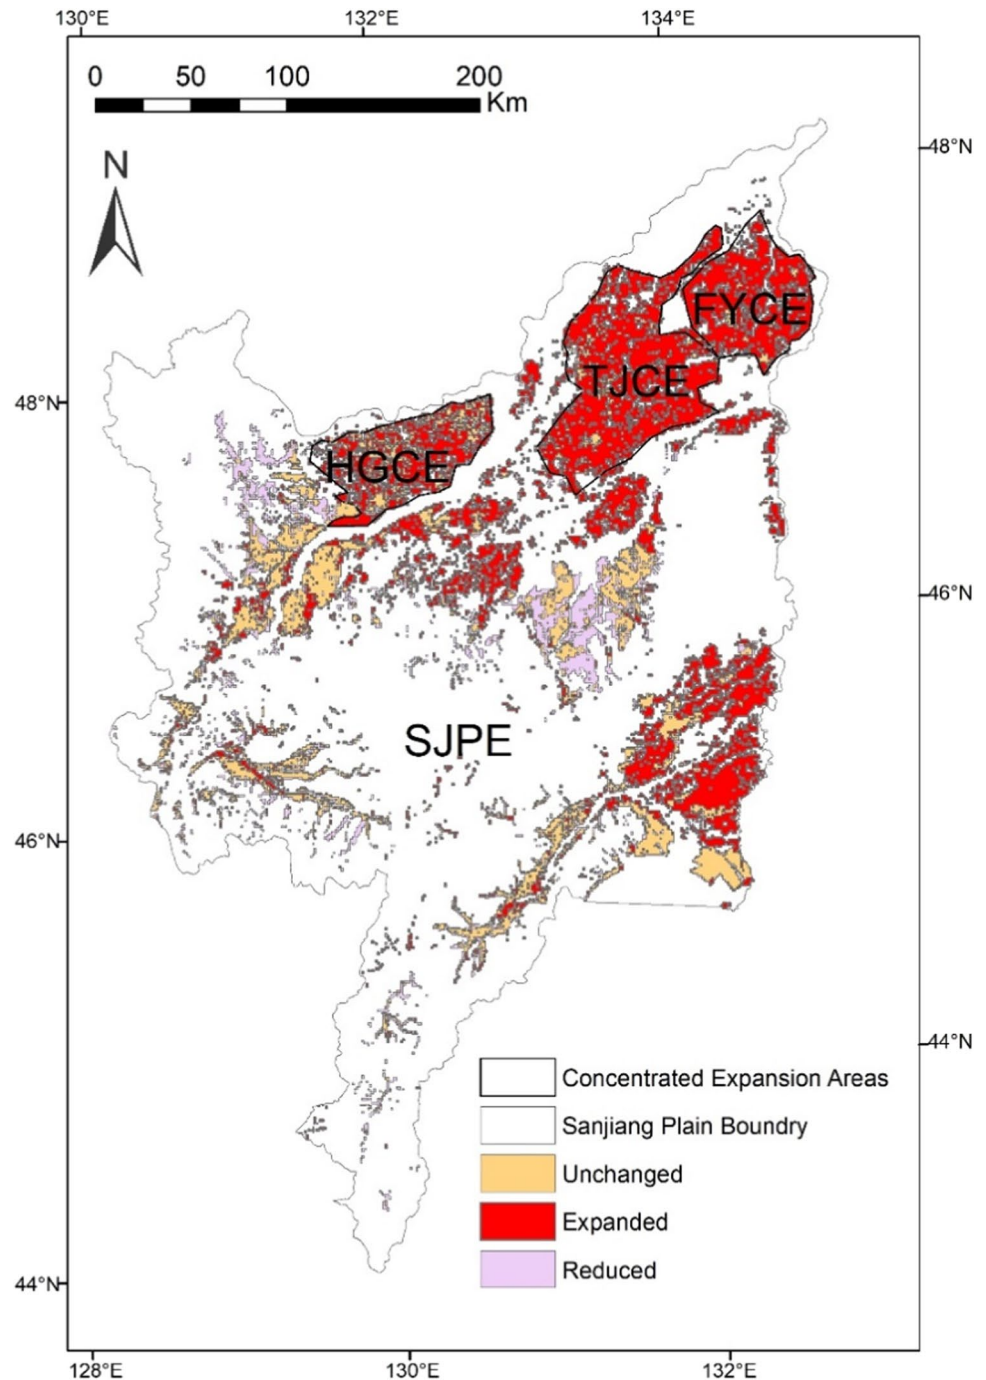 130°E 132°E 134°E
0 50 100 200
Km
N
48°N
FYCE
TJCE
48°N
HGCE
46°N
SJPE
46°N
44°N
Concentrated Expansion Areas
Sanjiang Plain Boundry
Unchanged
Expanded
Reduced
44°N
128°E 130°E 132°E